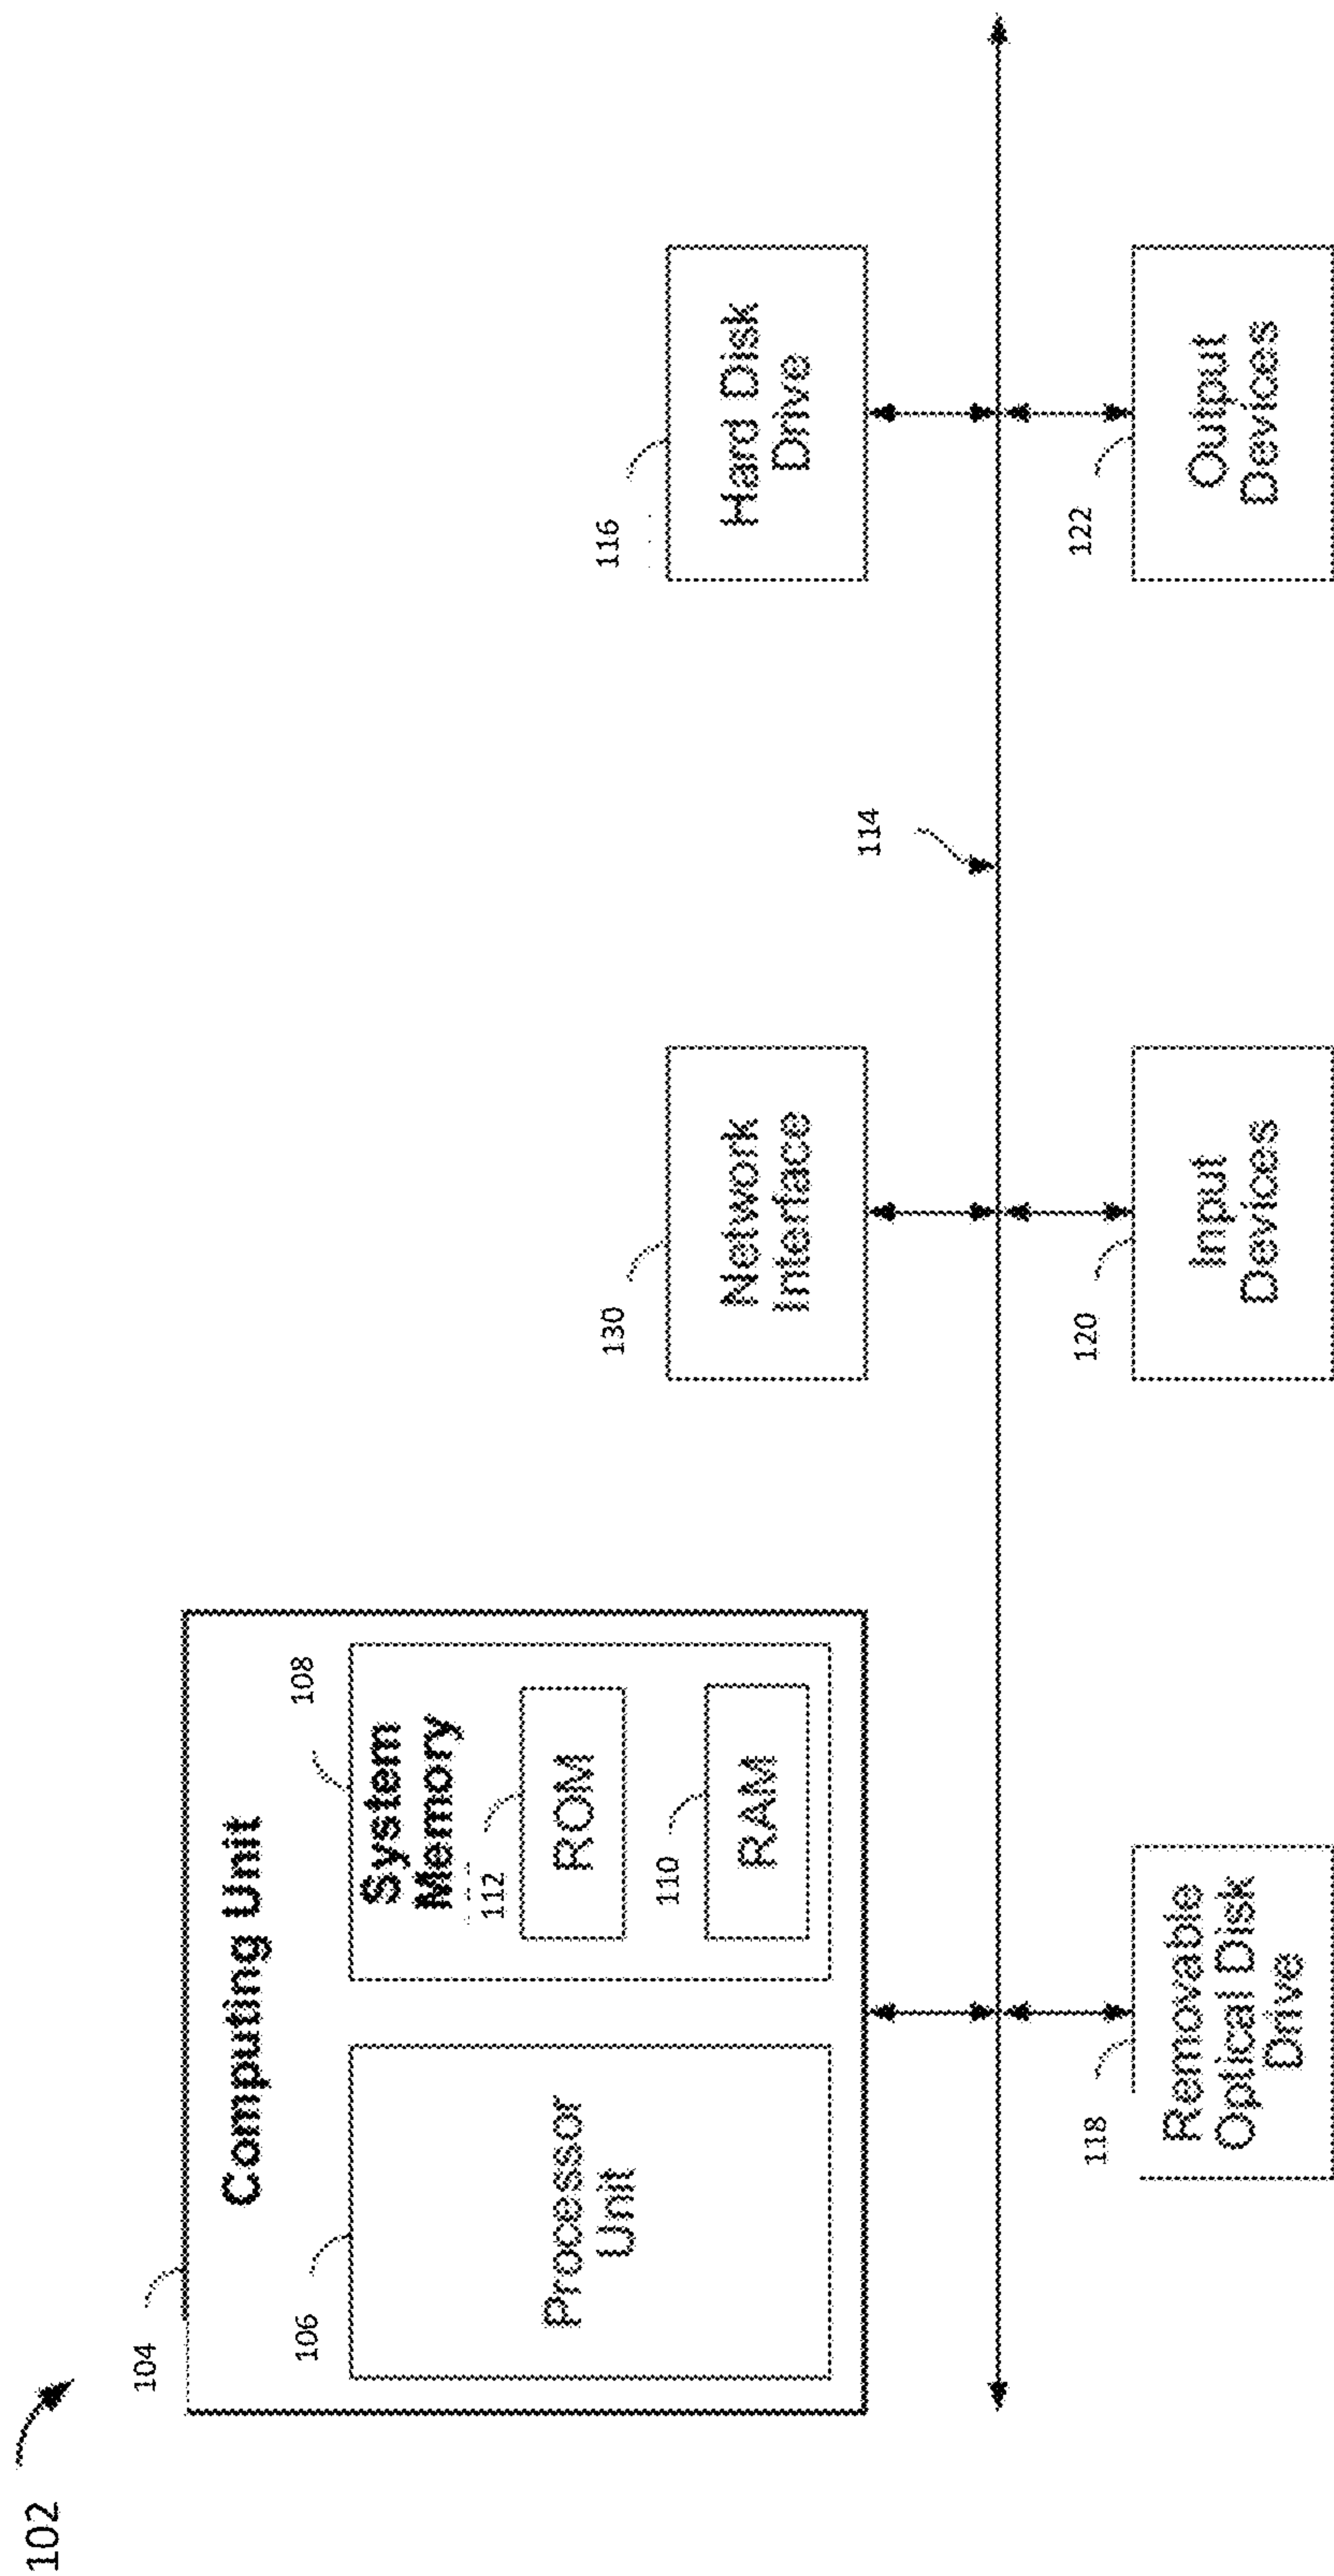 102
104
Computing Unit
106
Processor
Unit
108
System
Memory
112
ROM
110
RAM
130
Network
Interface
116
Hard Disk
Drive
114
118
Removable
Optical Disk
Drive
120
Input
Devices
122
Output
Devices